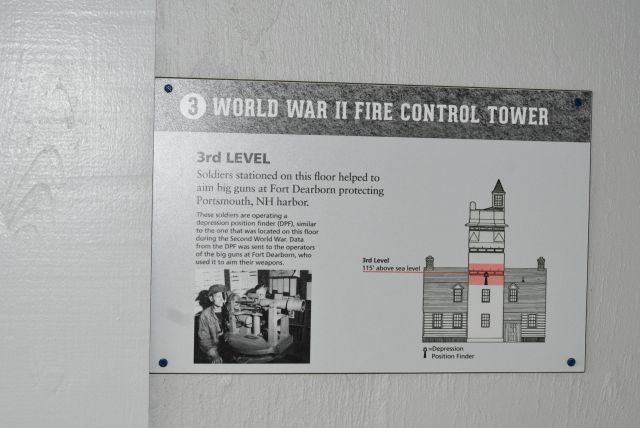 3 WORLD WAR II FIRE CONTROL TOWER
3rd LEVEL
Soldiers stationed on this floor helped to
aim big guns at Fort Dearborn protecting
Portsmouth, NH harbor.
These soldiers are operating a
depression position finder (DPF), similar
to the one that was located on this floor
during the Second World War. Data
from the DPF was sent to the operators
of the big guns at Fort Dearborn, who
used it to aim their weapons.
3rd Level
115' above sea level
=Depression
Position Finder